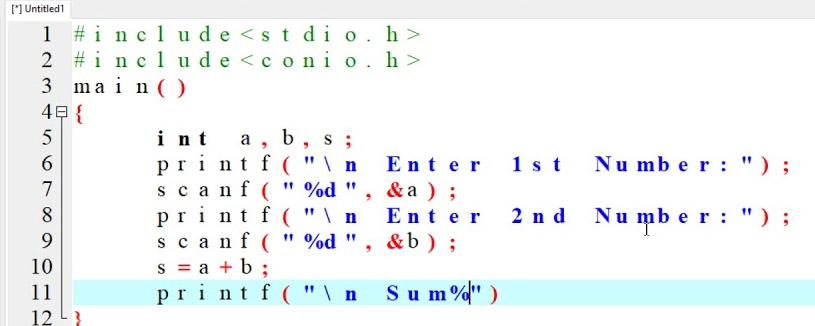 [*] Untitled1
1 #include<stdio.h>
2 #include<conio.h>
3 main()
4 {
5 int a,b,s;
6 printf("\n Enter 1st Number:");
7 scanf("%d",&a);
8 printf("\n Enter 2nd Number:");
9 scanf("%d",&b);
10 s=a+b;
11 printf("\n Sum%")
12 }